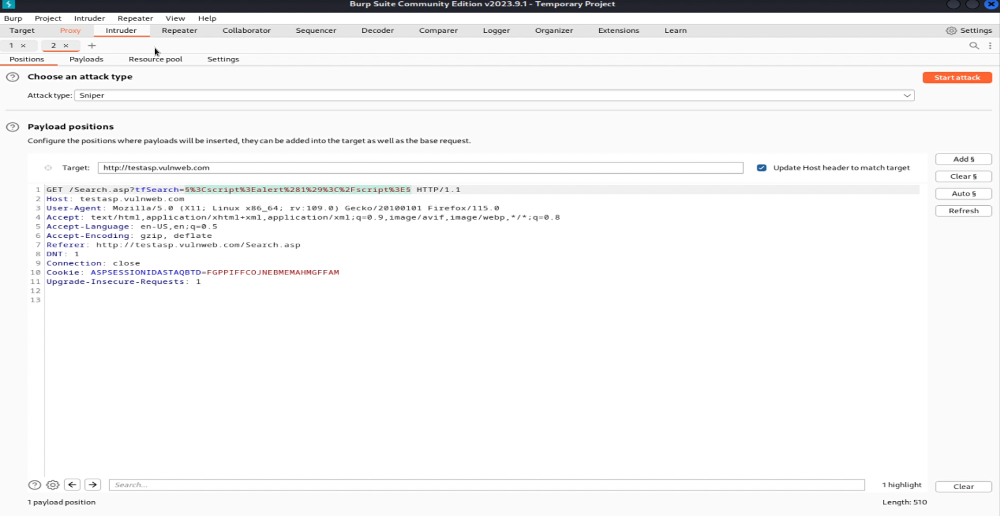 Burp Suite Community Edition v2023.9.1 - Temporary Project
Burp Project Intruder Repeater View Help
Target Proxy Intruder Repeater Collaborator Sequencer Decoder Comparer Logger Organizer Extensions Learn Settings
1 × 2 × +
Positions Payloads Resource pool Settings
? Choose an attack type Start attack
Attack type: Sniper
? Payload positions
Configure the positions where payloads will be inserted, they can be added into the target as well as the base request.
Add §
Target: http://testasp.vulnweb.com Update Host header to match target
Clear §
Auto §
Refresh
1 GET /Search.asp?tfSearch=§%3Cscript%3Ealert%281%29%3C%2Fscript%3E§ HTTP/1.1
2 Host: testasp.vulnweb.com
3 User-Agent: Mozilla/5.0 (X11; Linux x86_64; rv:109.0) Gecko/20100101 Firefox/115.0
4 Accept: text/html,application/xhtml+xml,application/xml;q=0.9,image/avif,image/webp,*/*;q=0.8
5 Accept-Language: en-US,en;q=0.5
6 Accept-Encoding: gzip, deflate
7 Referer: http://testasp.vulnweb.com/Search.asp
8 DNT: 1
9 Connection: close
10 Cookie: ASPSESSIONIDASTAQBTD=FGPPIFFCOJNEBMEMAHMGFFAM
11 Upgrade-Insecure-Requests: 1
12
13
? Search... 1 highlight Clear
1 payload position Length: 510